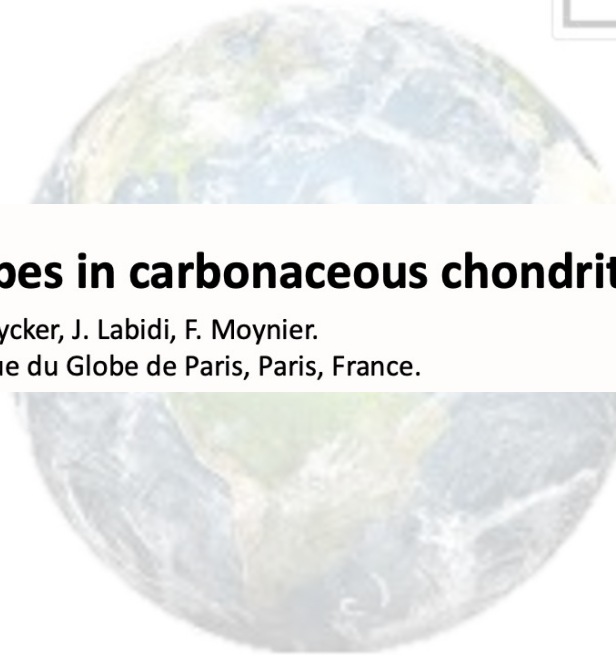 pes in carbonaceous chondrit
ycker, J. Labidi, F. Moynier.
ue du Globe de Paris, Paris, France.